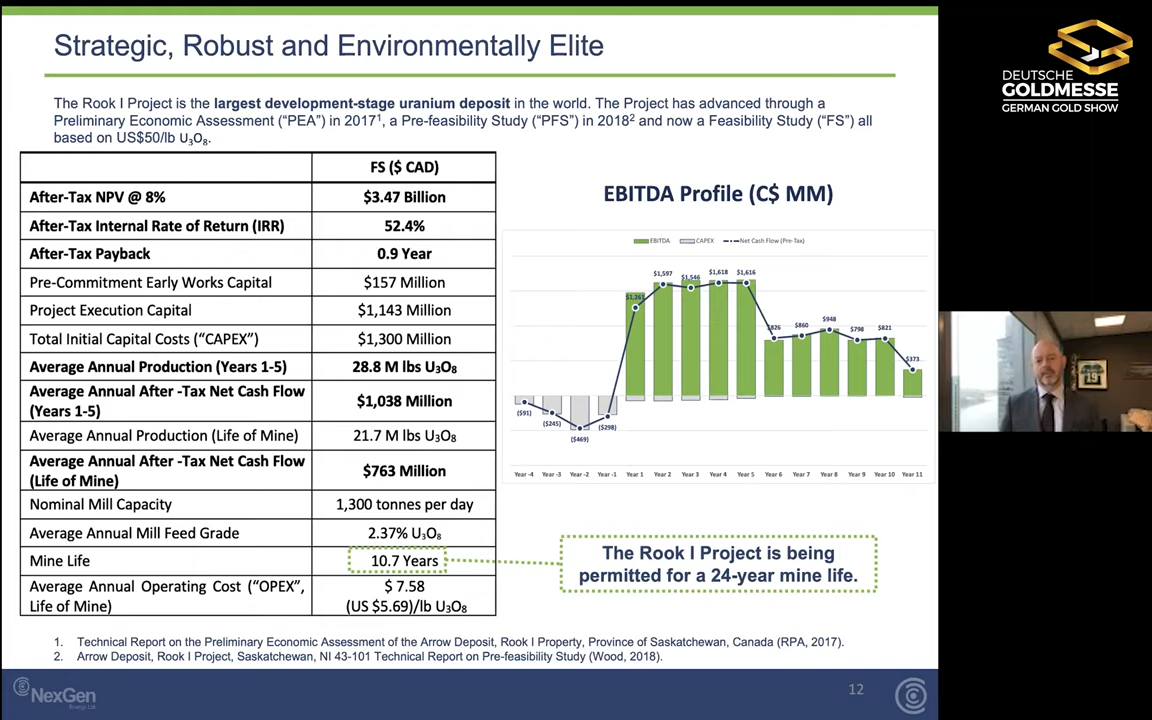 Strategic, Robust and Environmentally Elite
DEUTSCHE
GOLDMESSE
GERMAN GOLD SHOW
The Rook I Project is the largest development-stage uranium deposit in the world. The Project has advanced through a
Preliminary Economic Assessment (“PEA”) in 2017¹, a Pre-feasibility Study (“PFS”) in 2018² and now a Feasibility Study (“FS”) all
based on US$50/lb U₃O₈.
FS ($ CAD)
After-Tax NPV @ 8% $3.47 Billion
After-Tax Internal Rate of Return (IRR) 52.4%
After-Tax Payback 0.9 Year
Pre-Commitment Early Works Capital $157 Million
Project Execution Capital $1,143 Million
Total Initial Capital Costs (“CAPEX”) $1,300 Million
Average Annual Production (Years 1-5) 28.8 M lbs U₃O₈
Average Annual After -Tax Net Cash Flow
(Years 1-5) $1,038 Million
Average Annual Production (Life of Mine) 21.7 M lbs U₃O₈
Average Annual After -Tax Net Cash Flow
(Life of Mine) $763 Million
Nominal Mill Capacity 1,300 tonnes per day
Average Annual Mill Feed Grade 2.37% U₃O₈
Mine Life 10.7 Years
Average Annual Operating Cost (“OPEX”, $ 7.58
Life of Mine) (US $5.69)/lb U₃O₈
EBITDA Profile (C$ MM)
EBITDA CAPEX Net Cash Flow (Pre-Tax)
$1,597 $1,546 $1,618 $1,616
$826 $860 $948 $798 $821
$373
($91) ($245) ($469) ($298)
Year -4 Year -3 Year -2 Year -1 Year 1 Year 2 Year 3 Year 4 Year 5 Year 6 Year 7 Year 8 Year 9 Year 10 Year 11
The Rook I Project is being
permitted for a 24-year mine life.
1. Technical Report on the Preliminary Economic Assessment of the Arrow Deposit, Rook I Property, Province of Saskatchewan, Canada (RPA, 2017).
2. Arrow Deposit, Rook I Project, Saskatchewan, NI 43-101 Technical Report on Pre-feasibility Study (Wood, 2018).
NexGen
Energy Ltd.
12
19